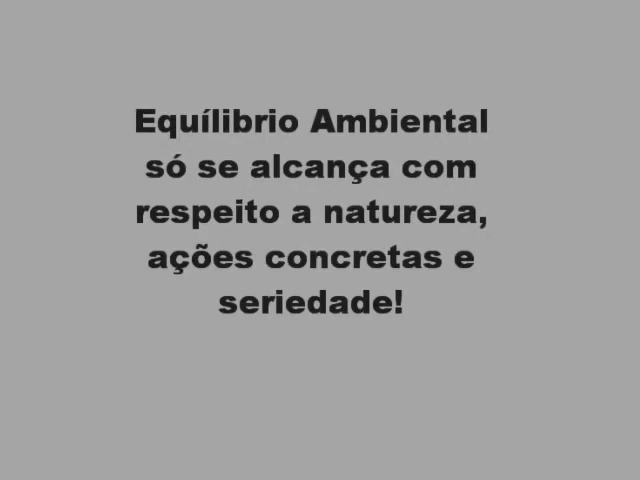 Equílibrio Ambiental
só se alcança com
respeito a natureza,
ações concretas e
seriedade!